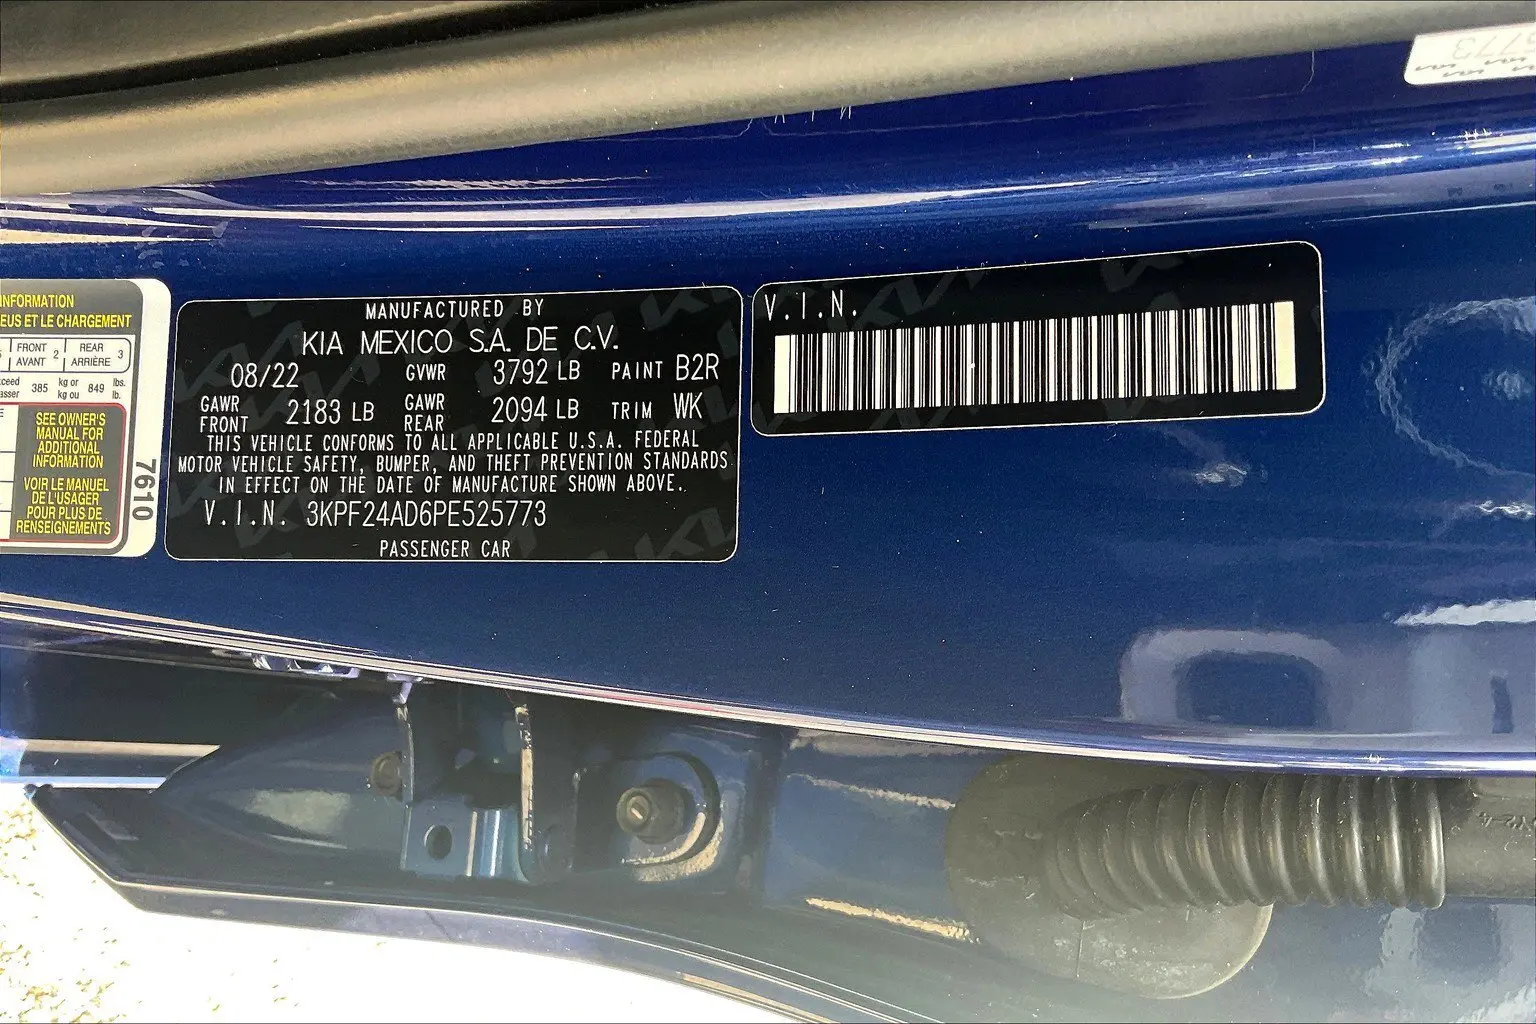 INFORMATION
EUS ET LE CHARGEMENT
FRONT 2 REAR 3
AVANT ARRIÈRE
385 kg or 849 lbs.
kg ou lb.
SEE OWNER'S
MANUAL FOR
ADDITIONAL
INFORMATION
VOIR LE MANUEL
DE L'USAGER
POUR PLUS DE
RENSEIGNEMENTS
7610
MANUFACTURED BY
KIA MEXICO S.A. DE C.V.
08/22 GVWR 3792 LB PAINT B2R
GAWR FRONT 2183 LB GAWR REAR 2094 LB TRIM WK
THIS VEHICLE CONFORMS TO ALL APPLICABLE U.S.A. FEDERAL
MOTOR VEHICLE SAFETY, BUMPER, AND THEFT PREVENTION STANDARDS
IN EFFECT ON THE DATE OF MANUFACTURE SHOWN ABOVE.
V.I.N. 3KPF24AD6PE525773
PASSENGER CAR
V.I.N.
5773